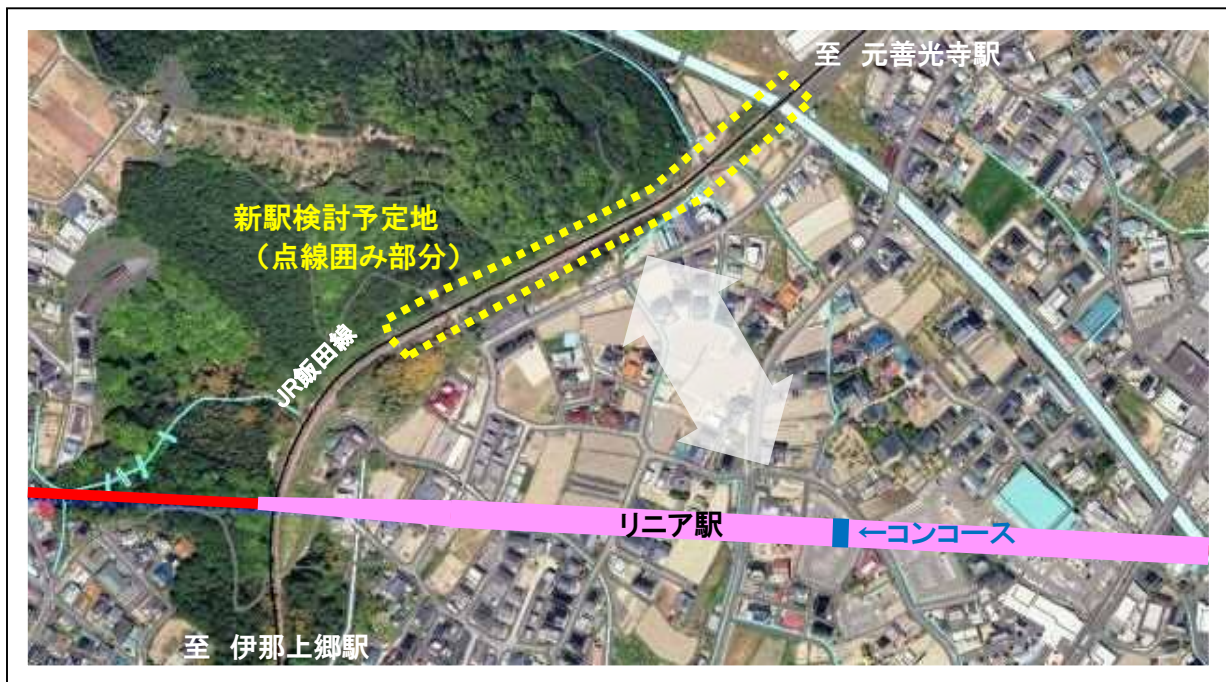 至 元善光寺駅
新駅検討予定地
（点線囲み部分）
JR飯田線
リニア駅
←コンコース
至 伊那上郷駅